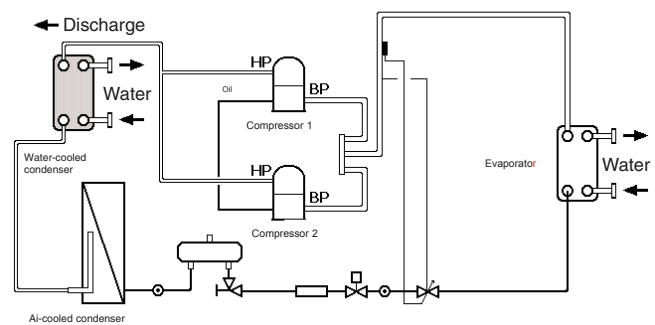 Discharge
HP
Oil
BP
Water
Compressor 1
Water-cooled
condenser
HP
Evaporator
Water
BP
Compressor 2
Ai-cooled condenser